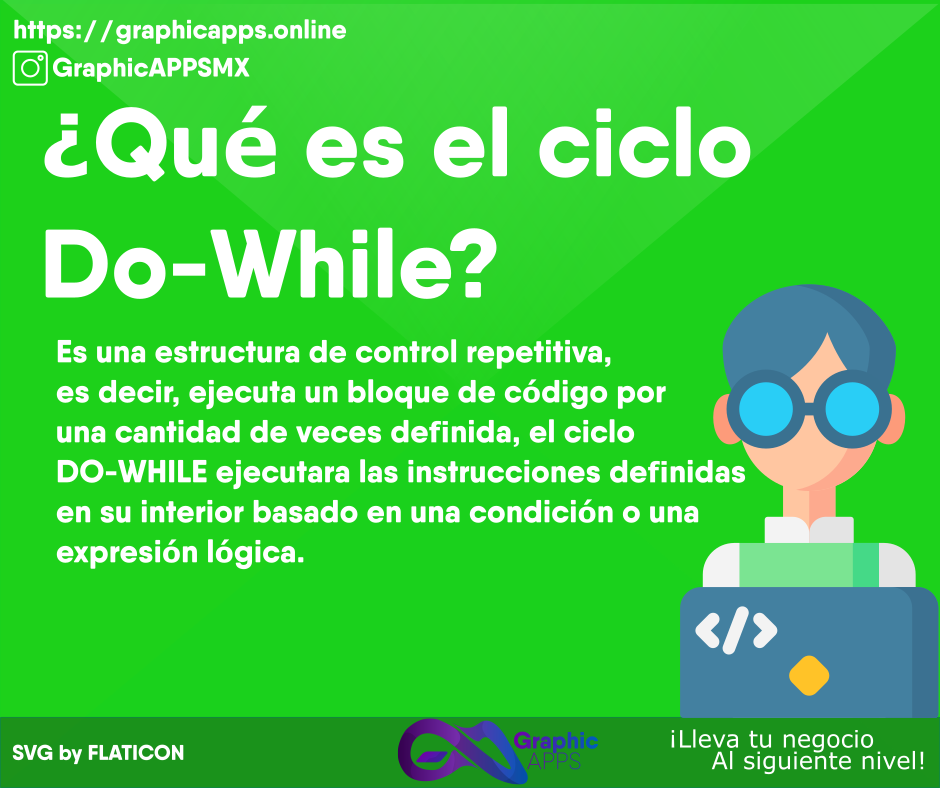 https://graphicapps.online
GraphicAPPSMX
¿Qué es el ciclo
Do-While?
Es una estructura de control repetitiva,
es decir, ejecuta un bloque de código por
una cantidad de veces definida, el ciclo
DO-WHILE ejecutara las instrucciones definidas
en su interior basado en una condición o una
expresión lógica.
</>
SVG by FLATICON
Graphic
APPS
¡Lleva tu negocio
Al siguiente nivel!